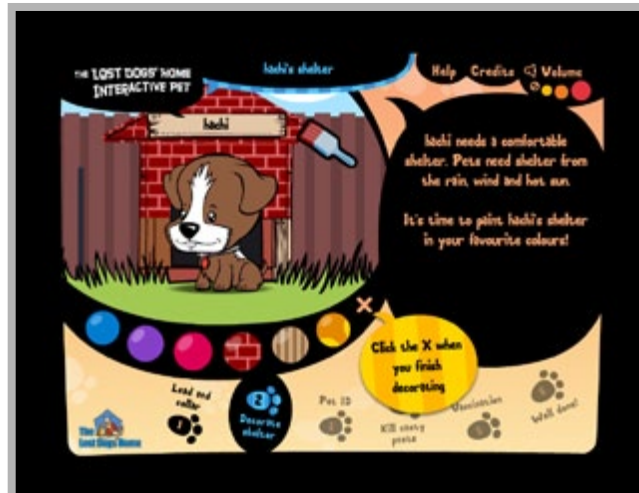 THE 'LOST DOGS' HOME
INTERACTIVE PET
hachi's shelter
Help Credits Volume
hachi
hachi needs a comfortable
shelter. Pets need shelter from
the rain, wind and hot sun.
It's time to paint hachi's shelter
in your favourite colours!
Click the X when
you finish
decorating
Lead and
collar
1
2
Decorate
shelter
Pet ID
Vaccination
Well done!
The
Lost Dogs Home